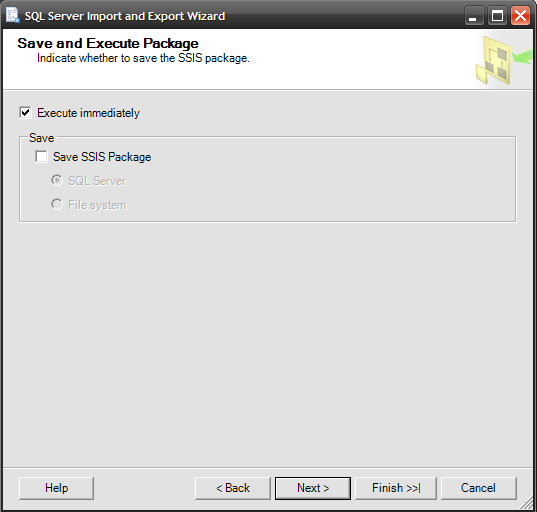 SQL Server Import and Export Wizard
Save and Execute Package
Indicate whether to save the SSIS package.
Execute immediately
Save
Save SSIS Package
SQL Server
File system
Help
< Back
Next >
Finish >>|
Cancel